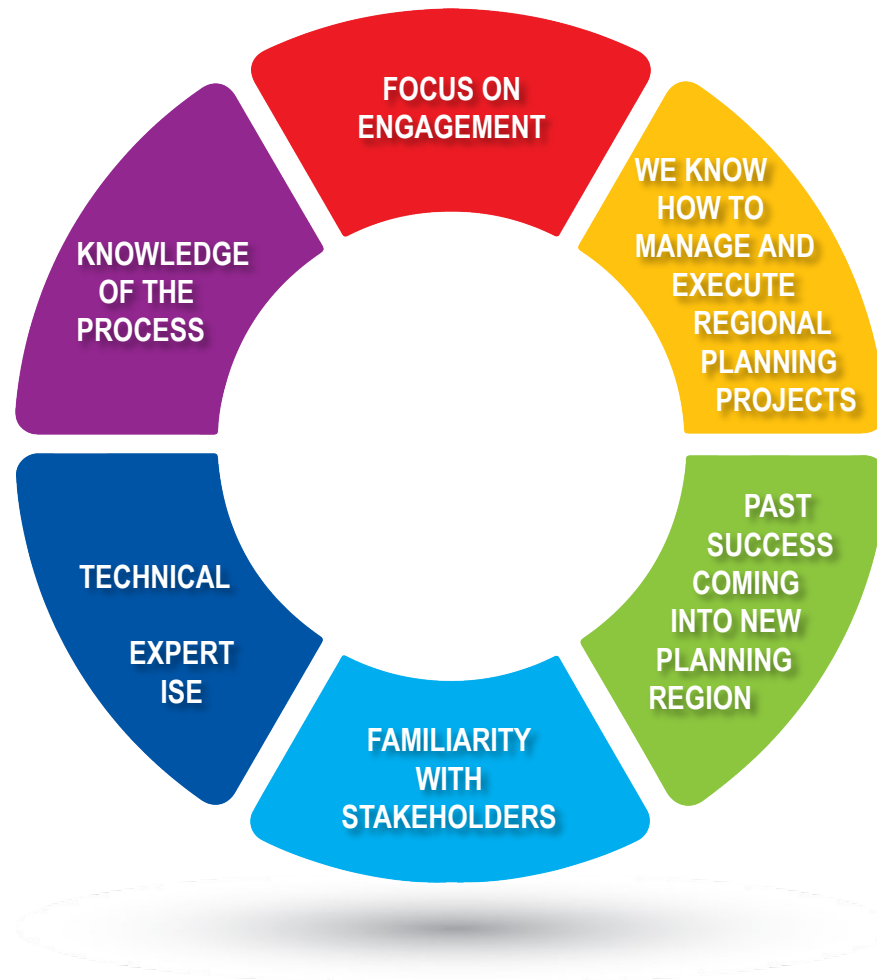 FOCUS ON
ENGAGEMENT
WE KNOW
HOW TO
MANAGE AND
EXECUTE
REGIONAL
PLANNING
PROJECTS
PAST
SUCCESS
COMING
INTO NEW
PLANNING
REGION
FAMILIARITY
WITH
STAKEHOLDERS
TECHNICAL
EXPERT
ISE
KNOWLEDGE
OF THE
PROCESS